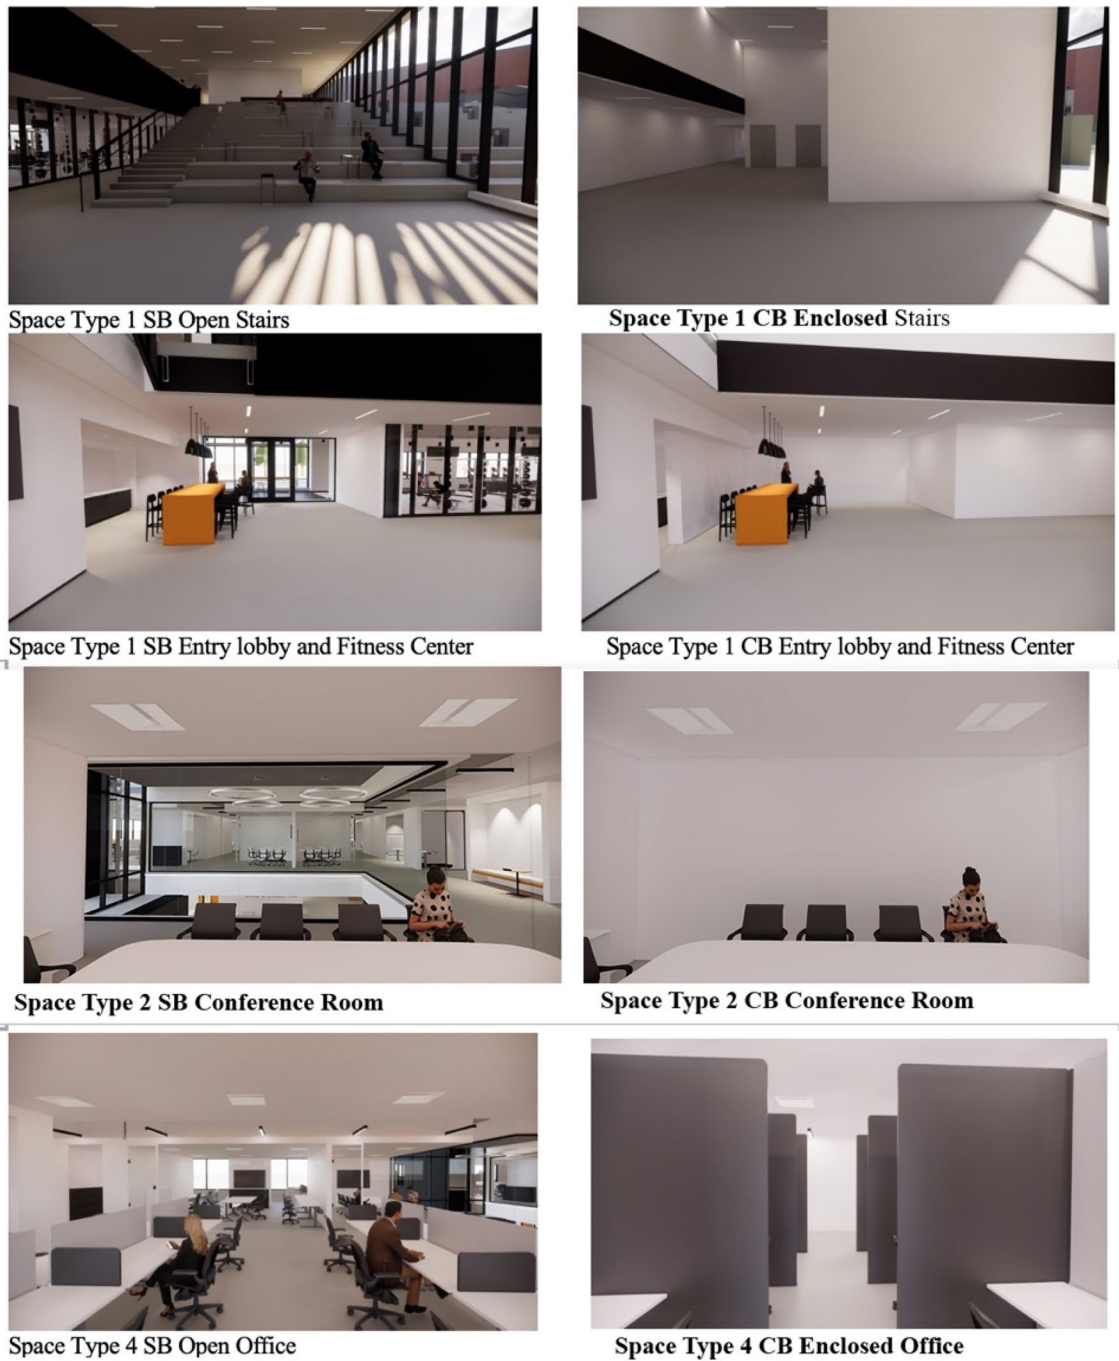 Space Type 1 SB Open Stairs
Space Type 1 CB Enclosed Stairs
Space Type 1 SB Entry lobby and Fitness Center
Space Type 1 CB Entry lobby and Fitness Center
Space Type 2 SB Conference Room
Space Type 2 CB Conference Room
Space Type 4 SB Open Office
Space Type 4 CB Enclosed Office